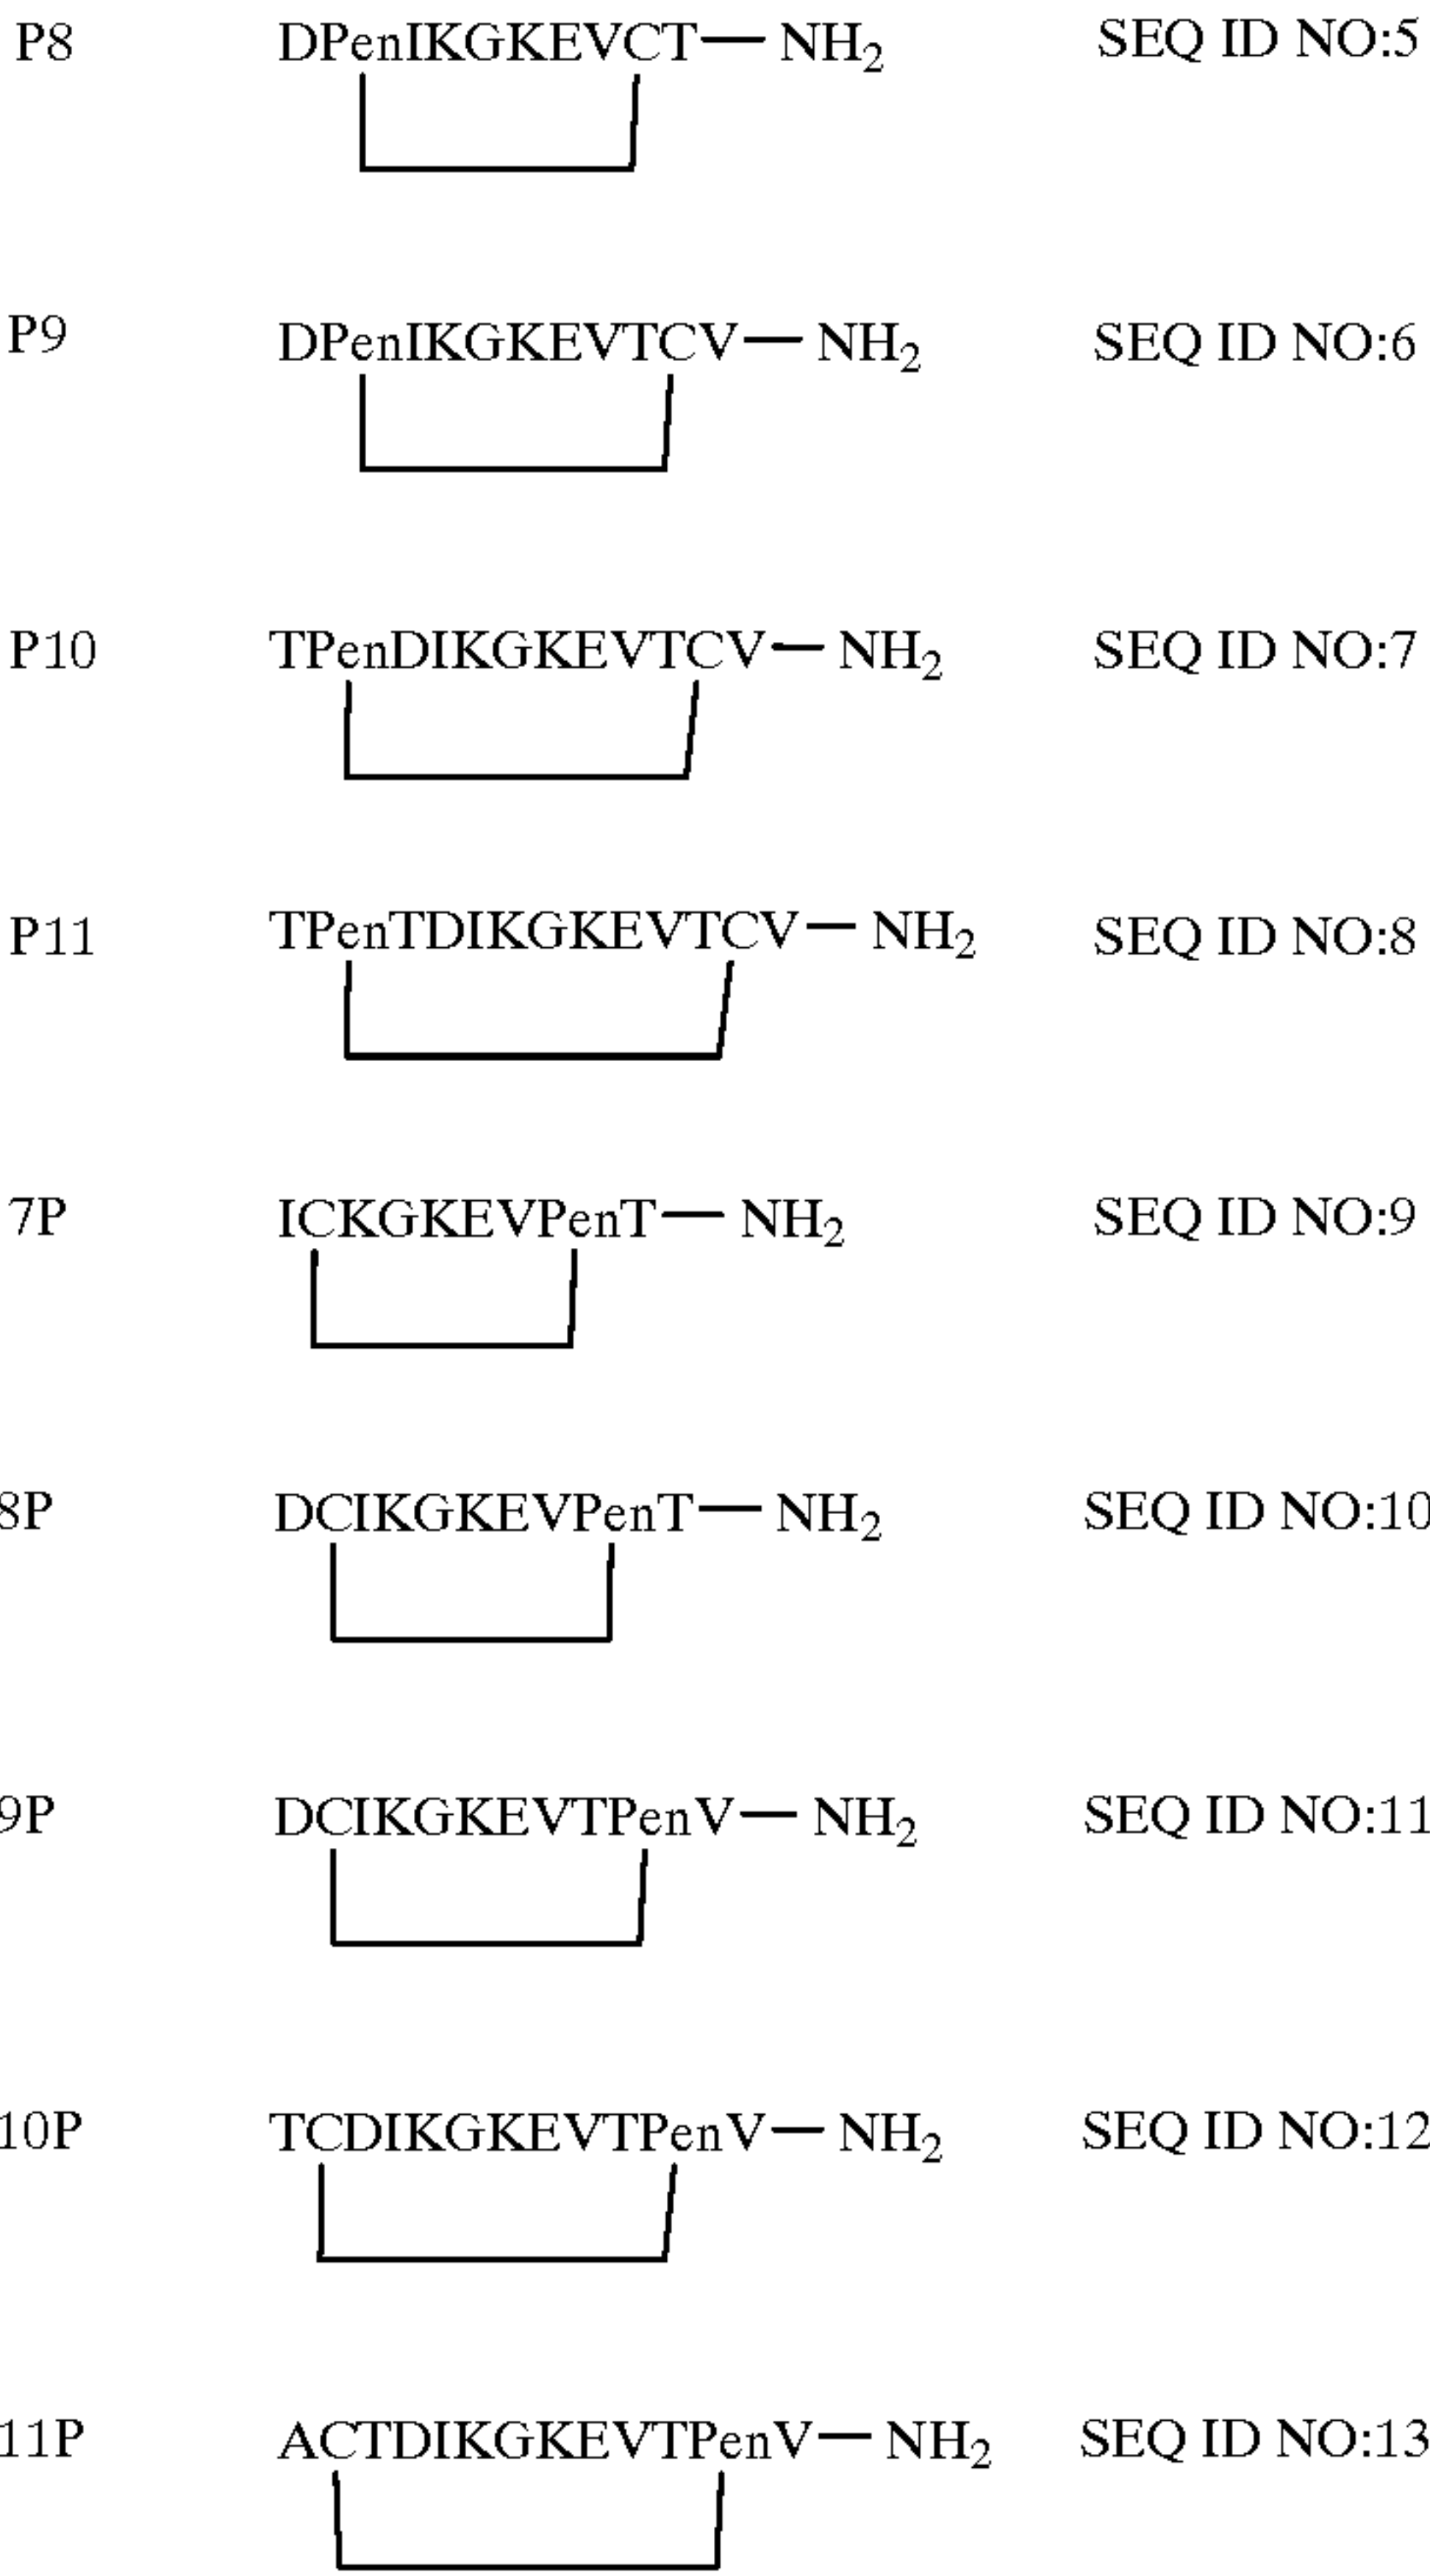 P8 DPenIKGKEVCT — NH2 SEQ ID NO:5
P9 DPenIKGKEVTCV — NH2 SEQ ID NO:6
P10 TPenDIKGKEVTCV — NH2 SEQ ID NO:7
P11 TPenTDIKGKEVTCV — NH2 SEQ ID NO:8
7P ICKGKEVPenT — NH2 SEQ ID NO:9
8P DCIKGKEVPenT — NH2 SEQ ID NO:10
9P DCIKGKEVTPenV — NH2 SEQ ID NO:11
10P TCDIKGKEVTPenV — NH2 SEQ ID NO:12
11P ACTDIKGKEVTPenV — NH2 SEQ ID NO:13